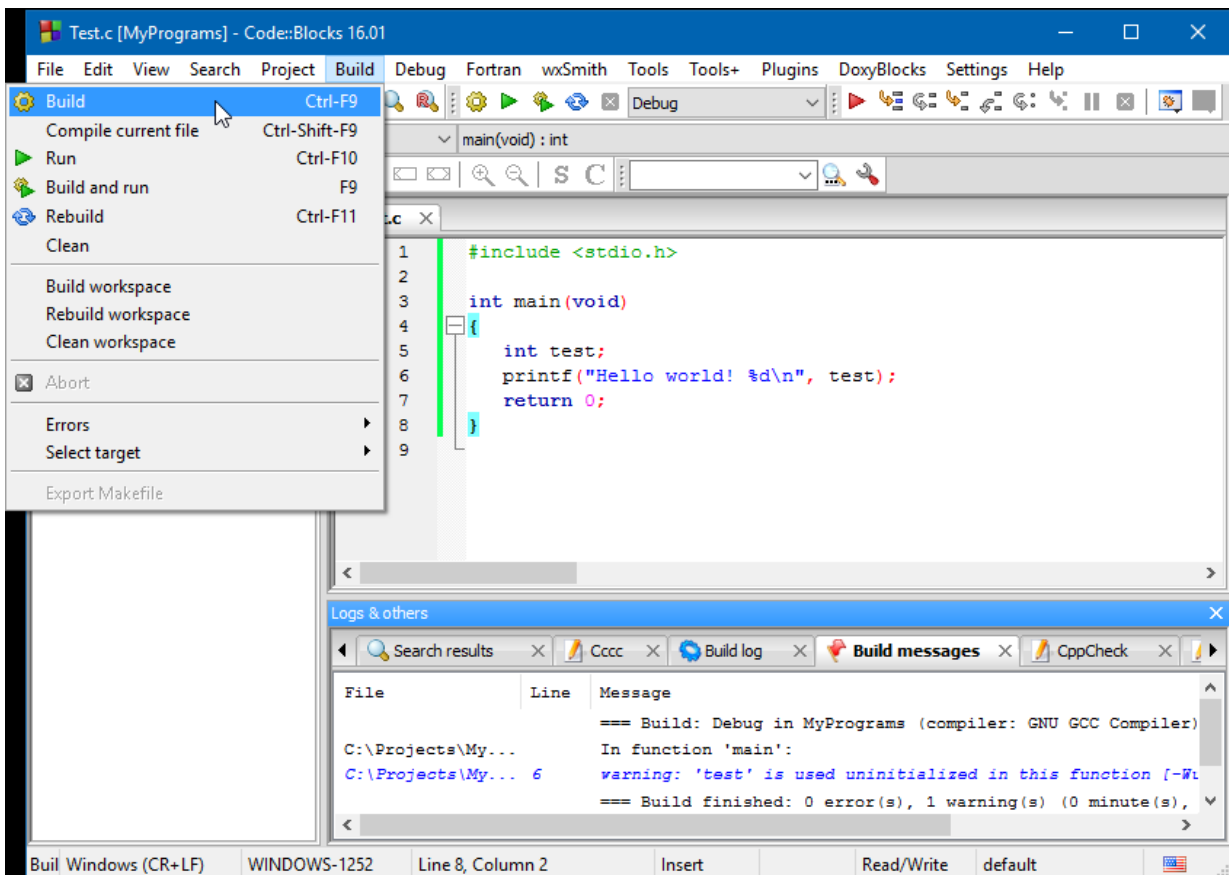 Test.c [MyPrograms] - Code::Blocks 16.01
File Edit View Search Project Build Debug Fortran wxSmith Tools Tools+ Plugins DoxyBlocks Settings Help
Build Ctrl-F9
Compile current file Ctrl-Shift-F9
Run Ctrl-F10
Build and run F9
Rebuild Ctrl-F11
Clean
Build workspace
Rebuild workspace
Clean workspace
Abort
Errors
Select target
Export Makefile
Debug
main(void) : int
S C
.c
1 #include <stdio.h>
2
3 int main(void)
4 {
5 int test;
6 printf("Hello world! %d\n", test);
7 return 0;
8 }
9
Logs & others
Search results Cccc Build log Build messages CppCheck
File Line Message
=== Build: Debug in MyPrograms (compiler: GNU GCC Compiler)
C:\Projects\My... In function 'main':
C:\Projects\My... 6 warning: 'test' is used uninitialized in this function [-Wu
=== Build finished: 0 error(s), 1 warning(s) (0 minute(s),
Buil Windows (CR+LF) WINDOWS-1252 Line 8, Column 2 Insert Read/Write default